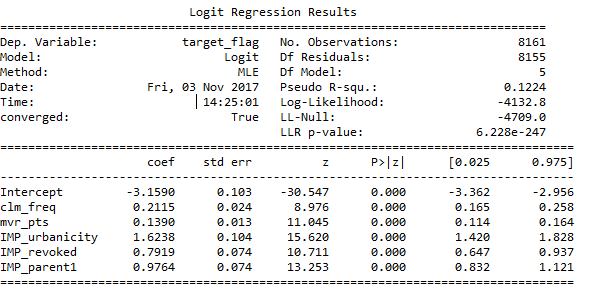 Logit Regression Results
==============================================================================
Dep. Variable: target_flag No. Observations: 8161
Model: Logit Df Residuals: 8155
Method: MLE Df Model: 5
Date: Fri, 03 Nov 2017 Pseudo R-squ.: 0.1224
Time: 14:25:01 Log-Likelihood: -4132.8
converged: True LL-Null: -4709.0
LLR p-value: 6.228e-247
==============================================================================
coef std err z P>|z| [0.025 0.975]
------------------------------------------------------------------------------
Intercept -3.1590 0.103 -30.547 0.000 -3.362 -2.956
clm_freq 0.2115 0.024 8.976 0.000 0.165 0.258
mvr_pts 0.1390 0.013 11.045 0.000 0.114 0.164
IMP_urbanicity 1.6238 0.104 15.620 0.000 1.420 1.828
IMP_revoked 0.7919 0.074 10.711 0.000 0.647 0.937
IMP_parent1 0.9764 0.074 13.253 0.000 0.832 1.121
==============================================================================